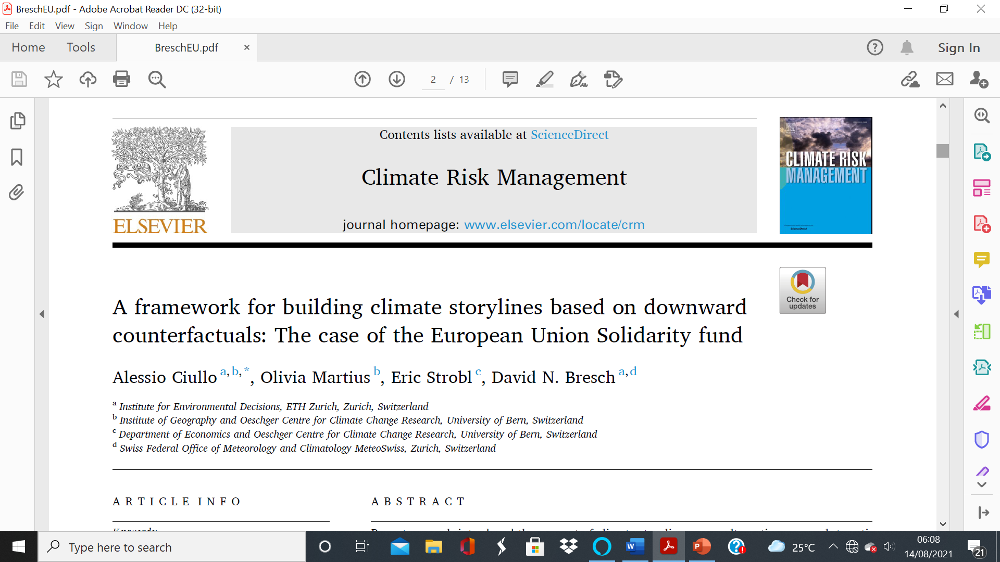 BreschEU.pdf - Adobe Acrobat Reader DC (32-bit)
File Edit View Sign Window Help
Home Tools BreschEU.pdf × Sign In
2 / 13
Contents lists available at ScienceDirect
Climate Risk Management
journal homepage: www.elsevier.com/locate/crm
NON SOLUS
ELSEVIER
CLIMATE RISK
MANAGEMENT
ScienceDirect
Check for
updates
A framework for building climate storylines based on downward
counterfactuals: The case of the European Union Solidarity fund
Alessio Ciullo a,b,*, Olivia Martius b, Eric Strobl c, David N. Bresch a,d
a Institute for Environmental Decisions, ETH Zurich, Zurich, Switzerland
b Institute of Geography and Oeschger Centre for Climate Change Research, University of Bern, Switzerland
c Department of Economics and Oeschger Centre for Climate Change Research, University of Bern, Switzerland
d Swiss Federal Office of Meteorology and Climatology MeteoSwiss, Zurich, Switzerland
ARTICLE INFO
ABSTRACT
Keywords:
Type here to search
25°C
06:08
14/08/2021
21